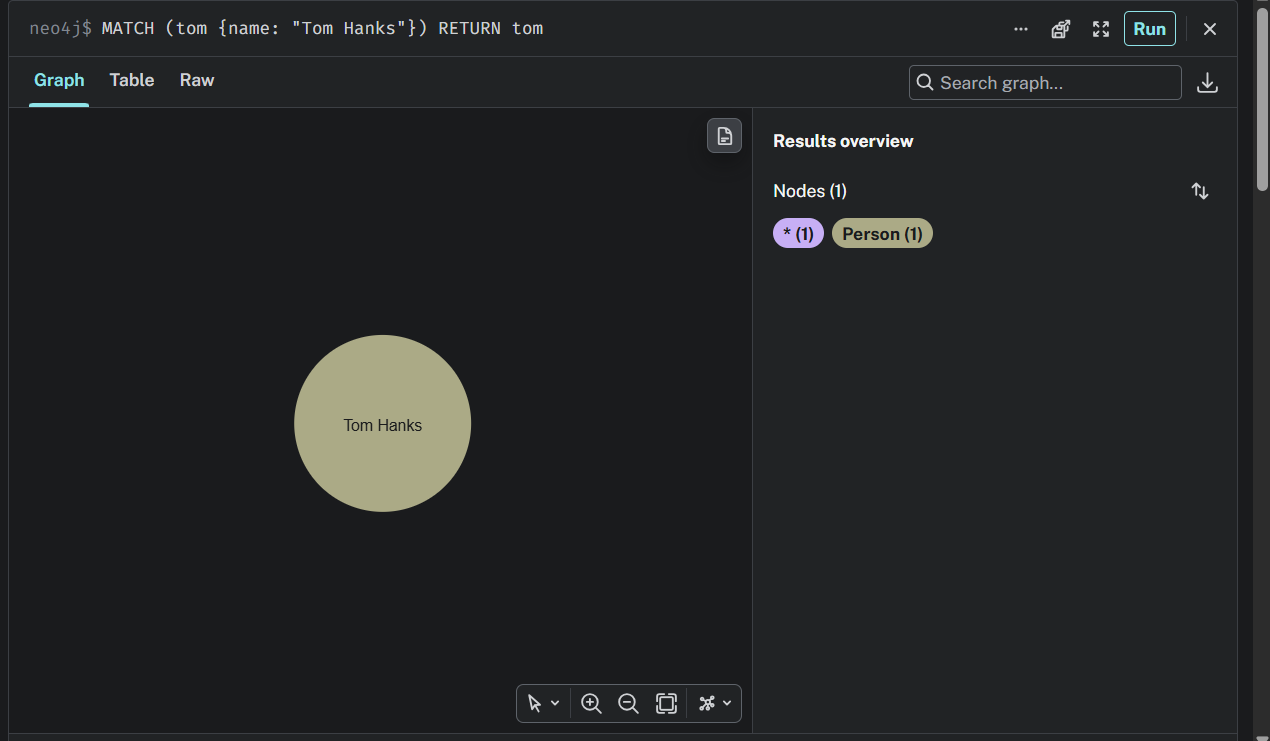 neo4j$ MATCH (tom {name: "Tom Hanks"}) RETURN tom
Run
Graph Table Raw
Search graph...
Results overview
Nodes (1)
* (1) Person (1)
Tom Hanks